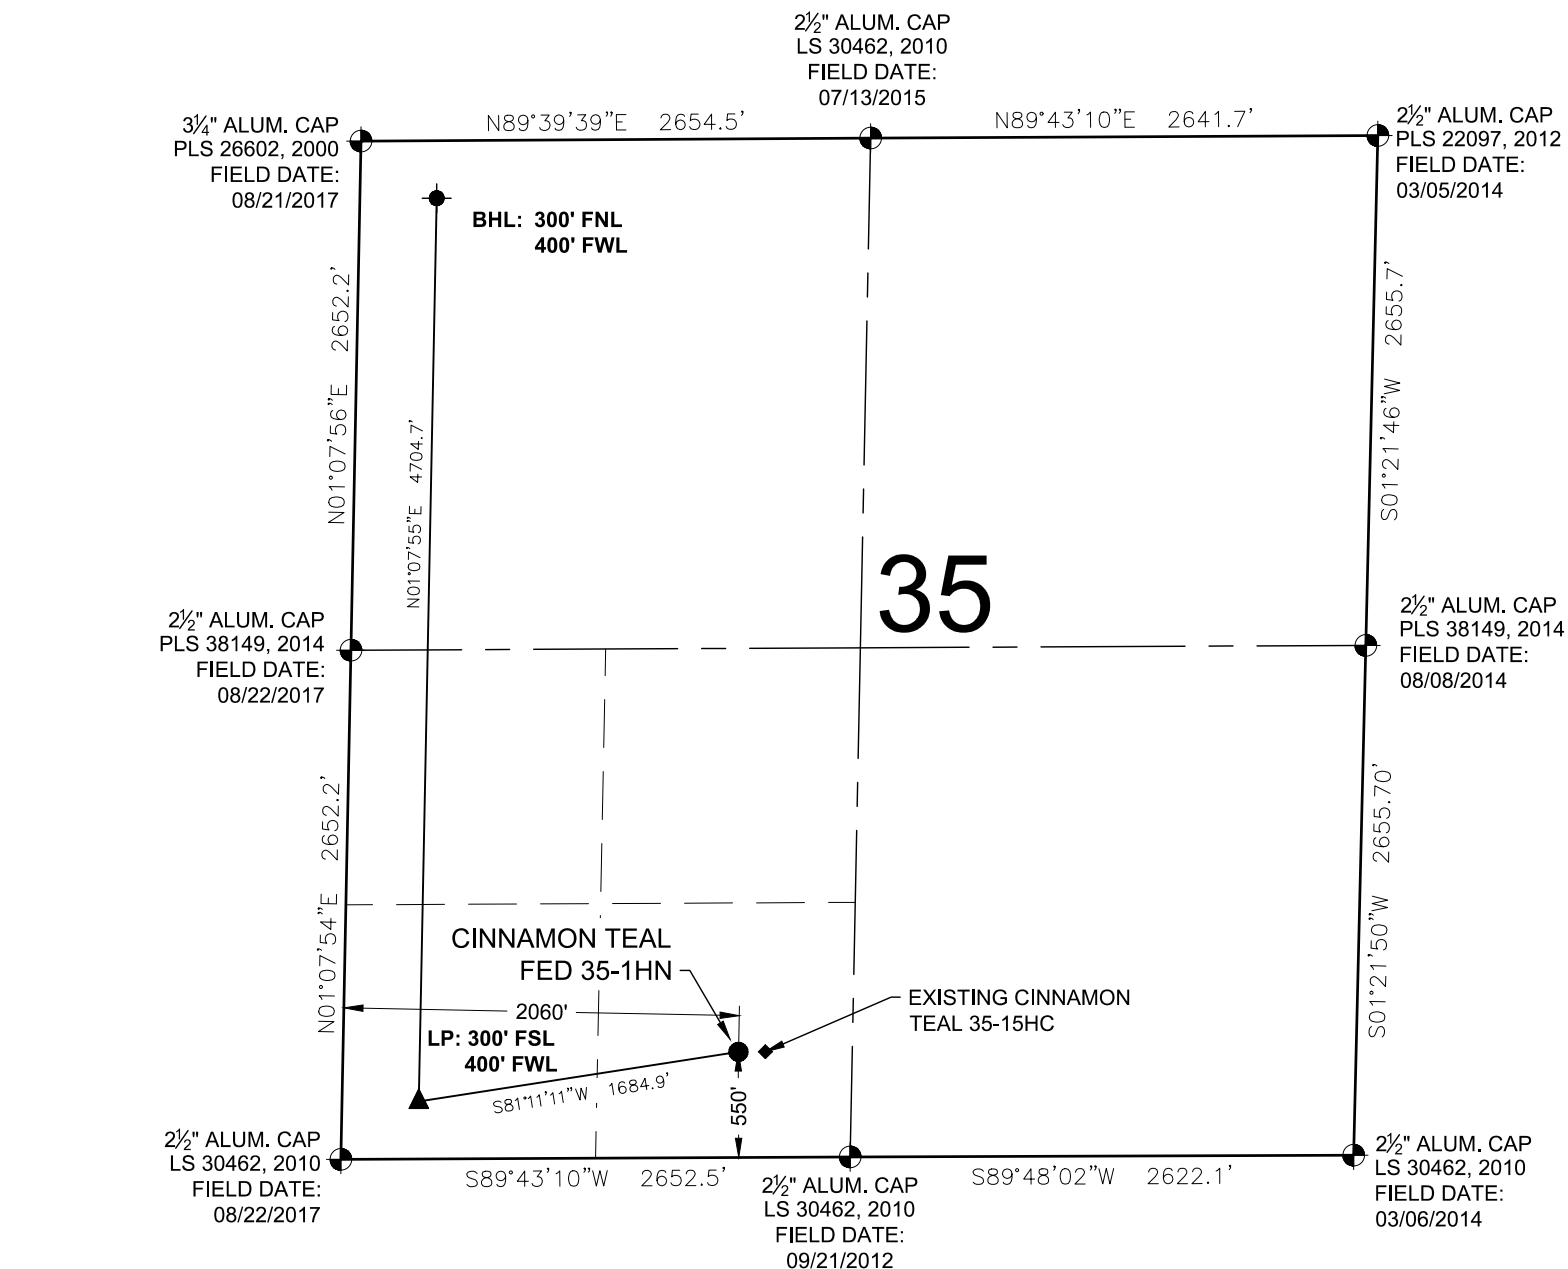 2½" ALUM. CAP
LS 30462, 2010
FIELD DATE:
07/13/2015
3¼" ALUM. CAP
PLS 26602, 2000
FIELD DATE:
08/21/2017
N89°39'39"E 2654.5'
N89°43'10"E 2641.7'
2½" ALUM. CAP
PLS 22097, 2012
FIELD DATE:
03/05/2014
BHL: 300' FNL
400' FWL
N01°07'56"E 2652.2'
N01°07'55"E 4704.7'
S01°21'46"W 2655.7'
35
2½" ALUM. CAP
PLS 38149, 2014
FIELD DATE:
08/22/2017
2½" ALUM. CAP
PLS 38149, 2014
FIELD DATE:
08/08/2014
N01°07'54"E 2652.2'
S01°21'50"W 2655.70'
CINNAMON TEAL
FED 35-1HN
EXISTING CINNAMON
TEAL 35-15HC
2060'
LP: 300' FSL
400' FWL
S81°11'11"W 1684.9'
550'
2½" ALUM. CAP
LS 30462, 2010
FIELD DATE:
08/22/2017
S89°43'10"W 2652.5'
2½" ALUM. CAP
LS 30462, 2010
FIELD DATE:
09/21/2012
S89°48'02"W 2622.1'
2½" ALUM. CAP
LS 30462, 2010
FIELD DATE:
03/06/2014